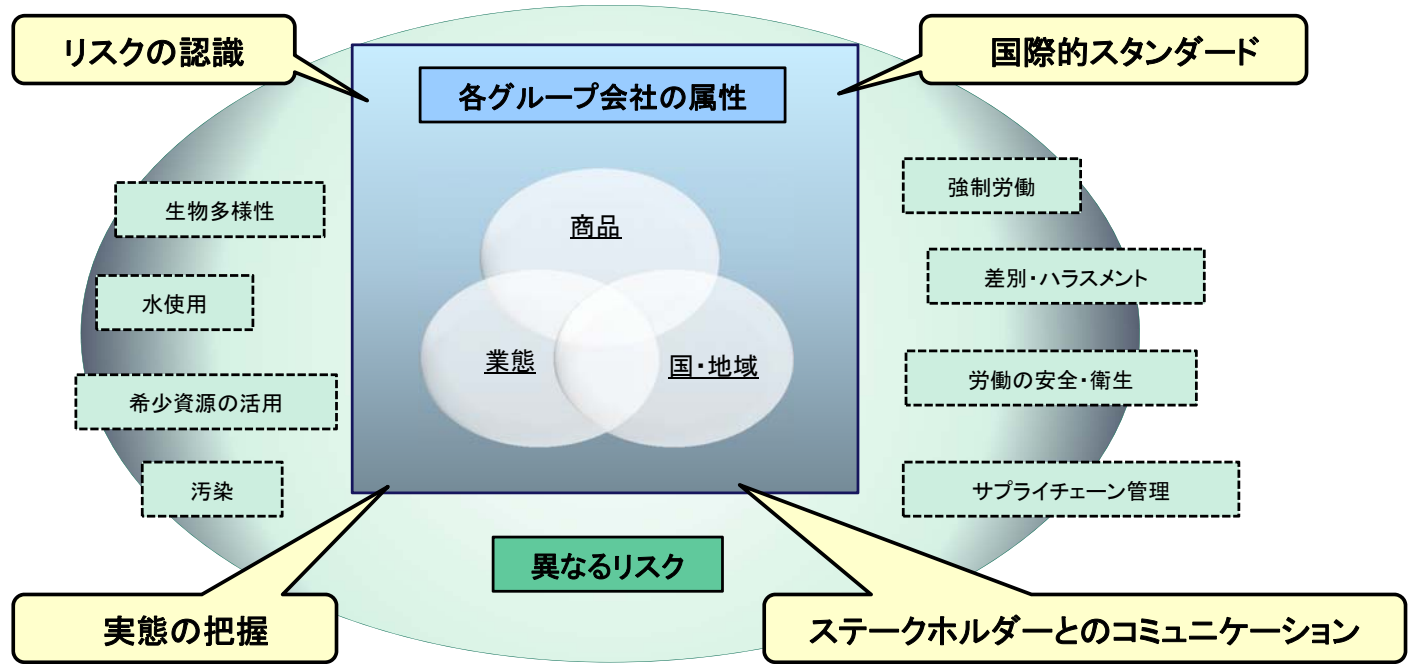 リスクの認識
国際的スタンダード
各グループ会社の属性
生物多様性
水使用
希少資源の活用
汚染
商品
業態
国・地域
強制労働
差別・ハラスメント
労働の安全・衛生
サプライチェーン管理
異なるリスク
実態の把握
ステークホルダーとのコミュニケーション